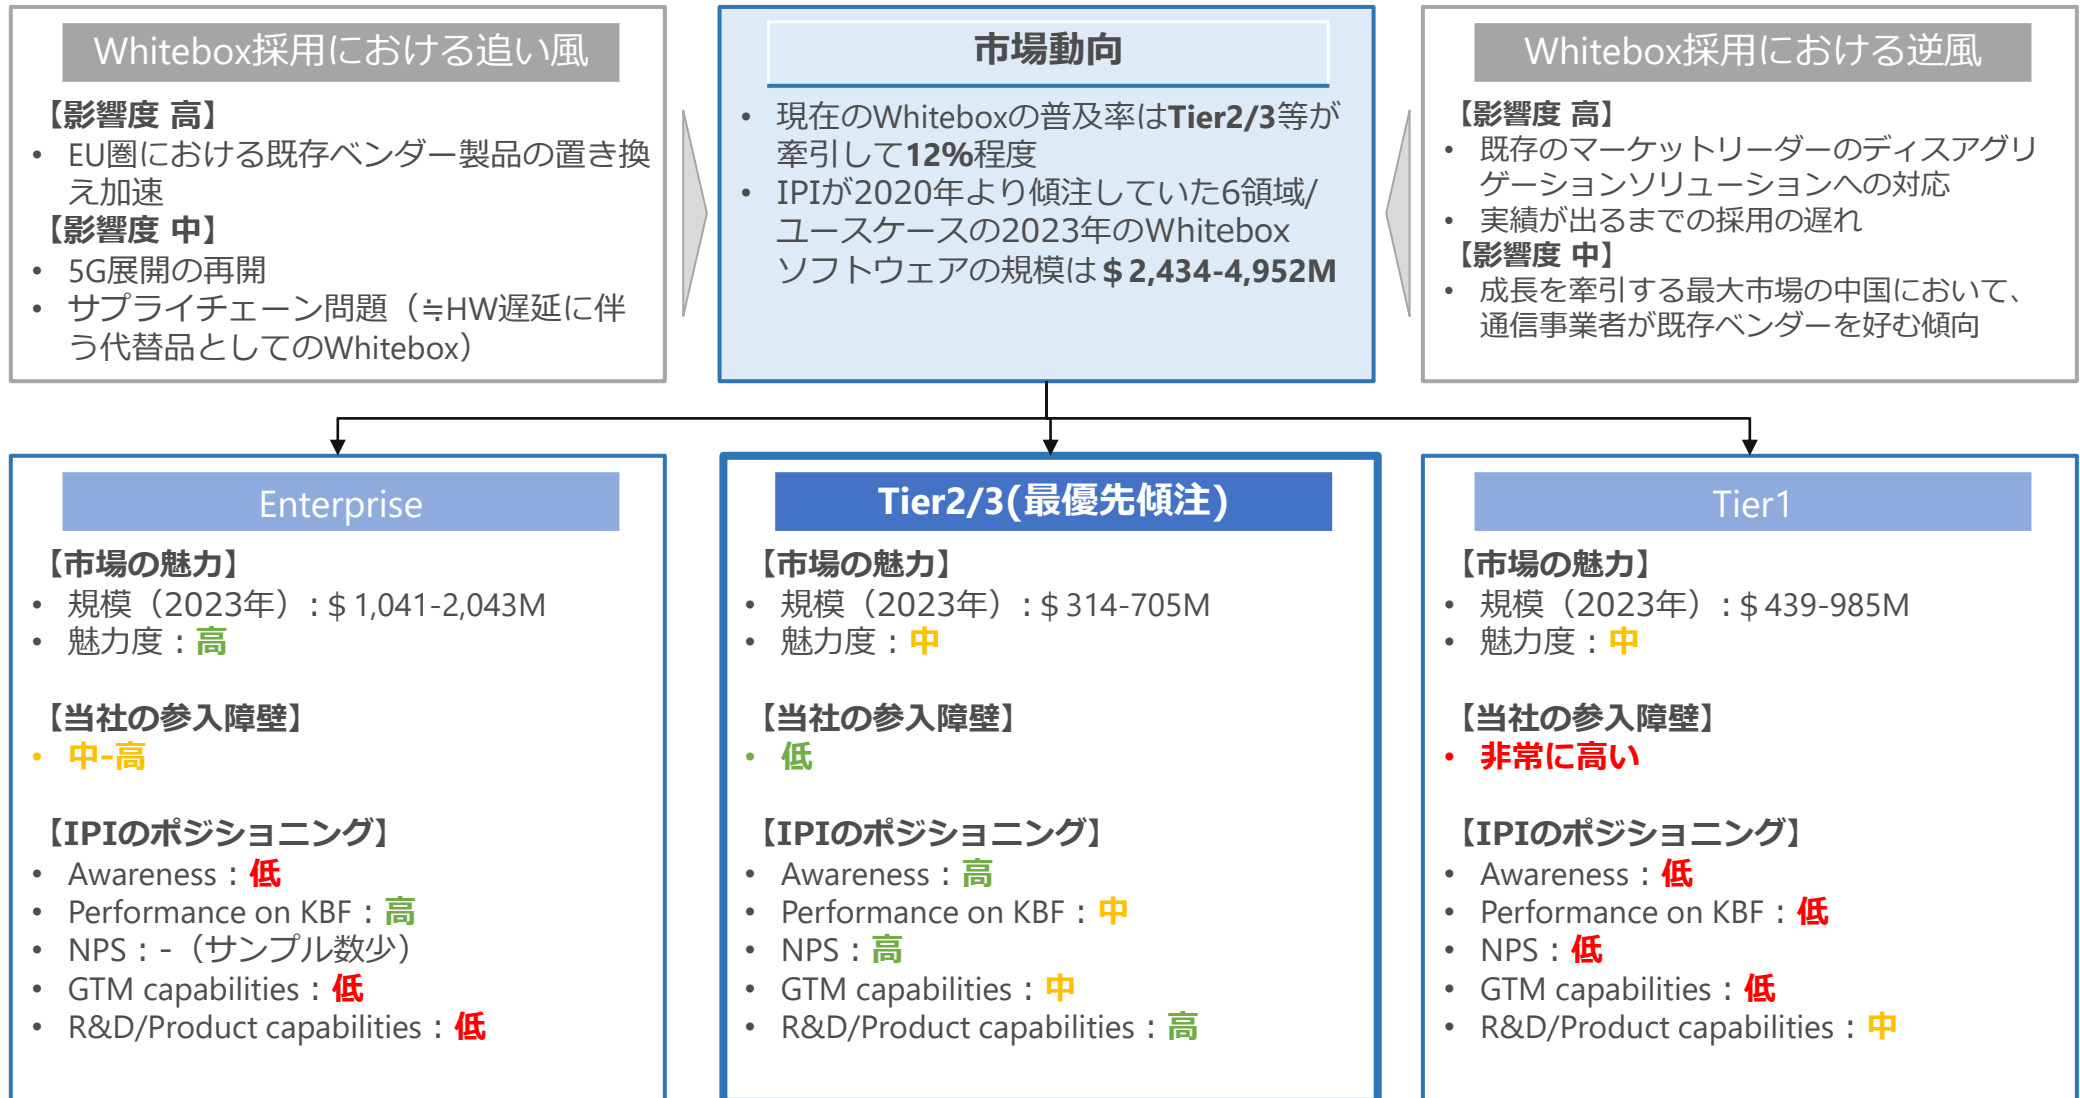 Whitebox採用における追い風
【影響度 高】
• EU圏における既存ベンダー製品の置き換
え加速
【影響度 中】
• 5G展開の再開
• サプライチェーン問題（≒HW遅延に伴
う代替品としてのWhitebox）
市場動向
• 現在のWhiteboxの普及率はTier2/3等が
牽引して12%程度
• IPIが2020年より傾注していた6領域/
ユースケースの2023年のWhitebox
ソフトウェアの規模は＄2,434-4,952M
Whitebox採用における逆風
【影響度 高】
• 既存のマーケットリーダーのディスアグリ
ゲーションソリューションへの対応
• 実績が出るまでの採用の遅れ
【影響度 中】
• 成長を牽引する最大市場の中国において、
通信事業者が既存ベンダーを好む傾向
Enterprise
【市場の魅力】
• 規模（2023年）:＄1,041-2,043M
• 魅力度：高
【当社の参入障壁】
• 中-高
【IPIのポジショニング】
• Awareness：低
• Performance on KBF：高
• NPS：-（サンプル数少）
• GTM capabilities：低
• R&D/Product capabilities：低
Tier2/3(最優先傾注)
【市場の魅力】
• 規模（2023年）:＄314-705M
• 魅力度：中
【当社の参入障壁】
• 低
【IPIのポジショニング】
• Awareness：高
• Performance on KBF：中
• NPS：高
• GTM capabilities：中
• R&D/Product capabilities：高
Tier1
【市場の魅力】
• 規模（2023年）:＄439-985M
• 魅力度：中
【当社の参入障壁】
• 非常に高い
【IPIのポジショニング】
• Awareness：低
• Performance on KBF：低
• NPS：低
• GTM capabilities：低
• R&D/Product capabilities：中